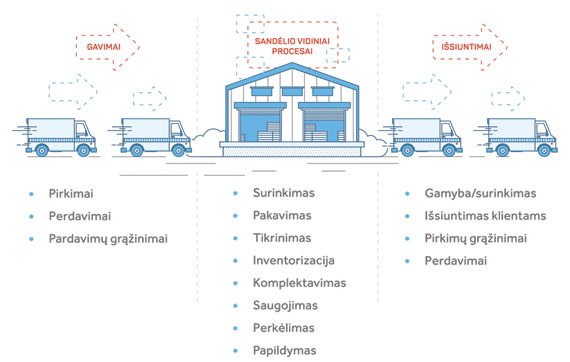 GAVIMAI
SANDĖLIO VIDINIAI
PROCESAI
IŠSIUNTIMAI
Pirkimai
Perdavimai
Pardavimų grąžinimai
Surinkimas
Pakavimas
Tikrinimas
Inventorizacija
Komplektavimas
Saugojimas
Perkėlimas
Papildymas
Gamyba/surinkimas
Išsiuntimas klientams
Pirkimų grąžinimai
Perdavimai